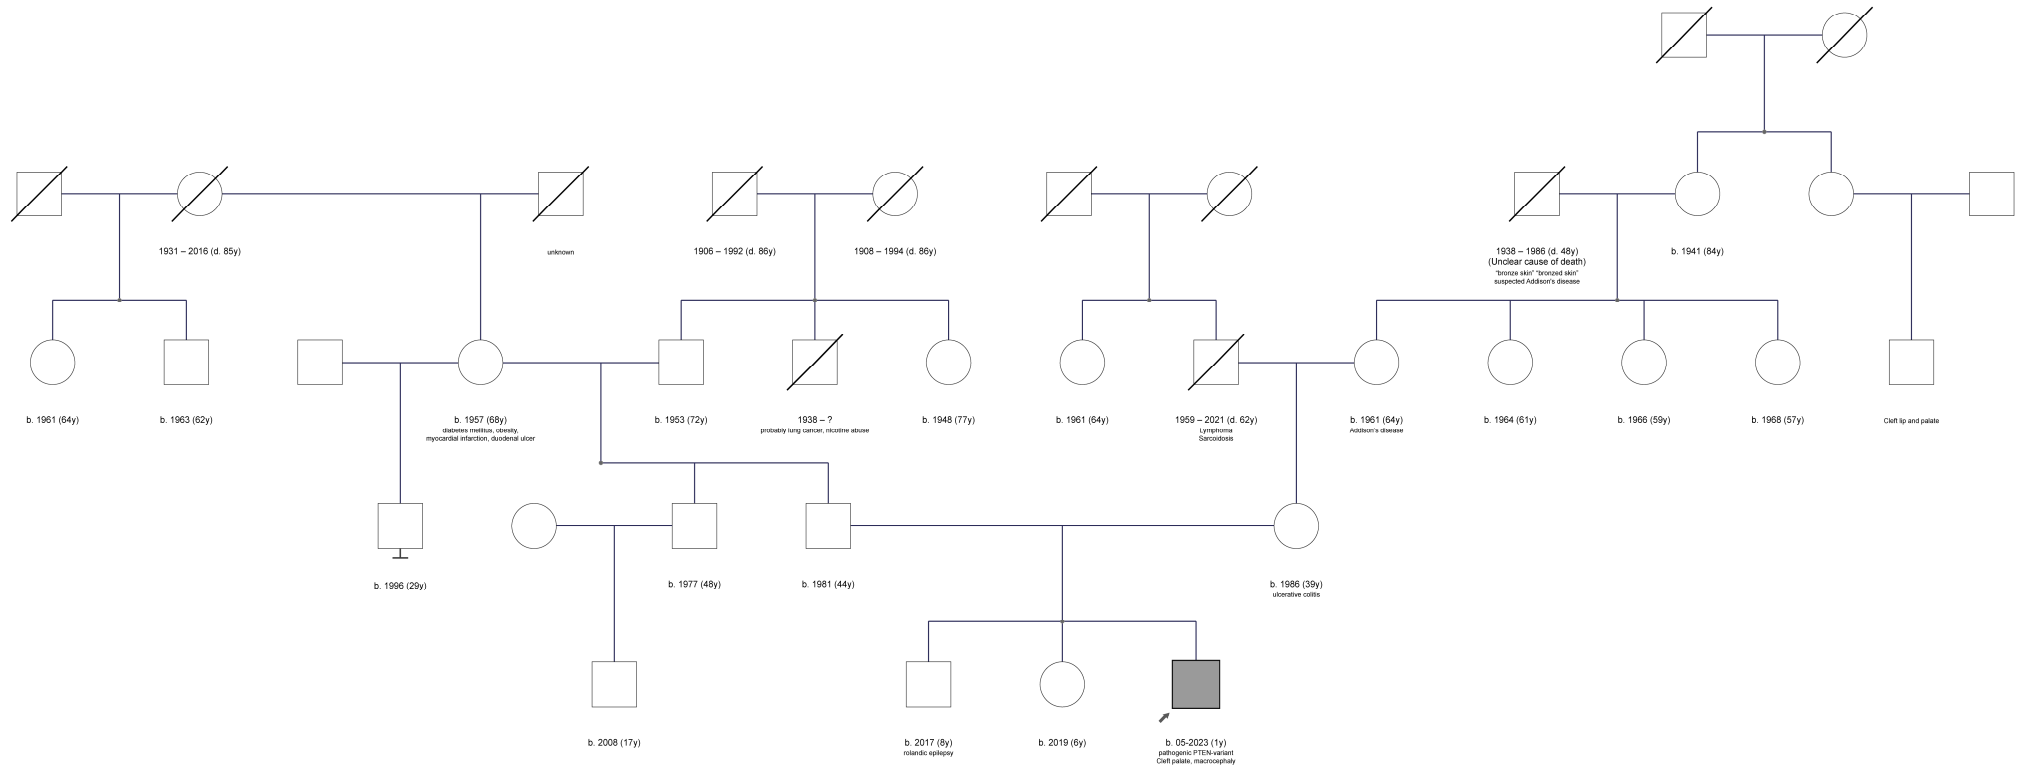 1931 – 2016 (d. 85y)
unknown
1906 – 1992 (d. 86y)
1908 – 1994 (d. 86y)
1938 – 1986 (d. 48y)
(Unclear cause of death)
"bronze skin" "bronzed skin"
suspected Addison's disease
b. 1941 (84y)
b. 1961 (64y)
b. 1963 (62y)
b. 1957 (68y)
diabetes mellitus, obesity,
myocardial infarction, duodenal ulcer
b. 1953 (72y)
1938 – ?
probably lung cancer, nicotine abuse
b. 1948 (77y)
b. 1961 (64y)
1959 – 2021 (d. 62y)
Lymphoma
Sarcoidosis
b. 1961 (64y)
Addison's disease
b. 1964 (61y)
b. 1966 (59y)
b. 1968 (57y)
Cleft lip and palate
b. 1996 (29y)
b. 1977 (48y)
b. 1981 (44y)
b. 1986 (39y)
ulcerative colitis
b. 2008 (17y)
b. 2017 (8y)
rolandic epilepsy
b. 2019 (6y)
b. 05-2023 (1y)
pathogenic PTEN-variant
Cleft palate, macrocephaly